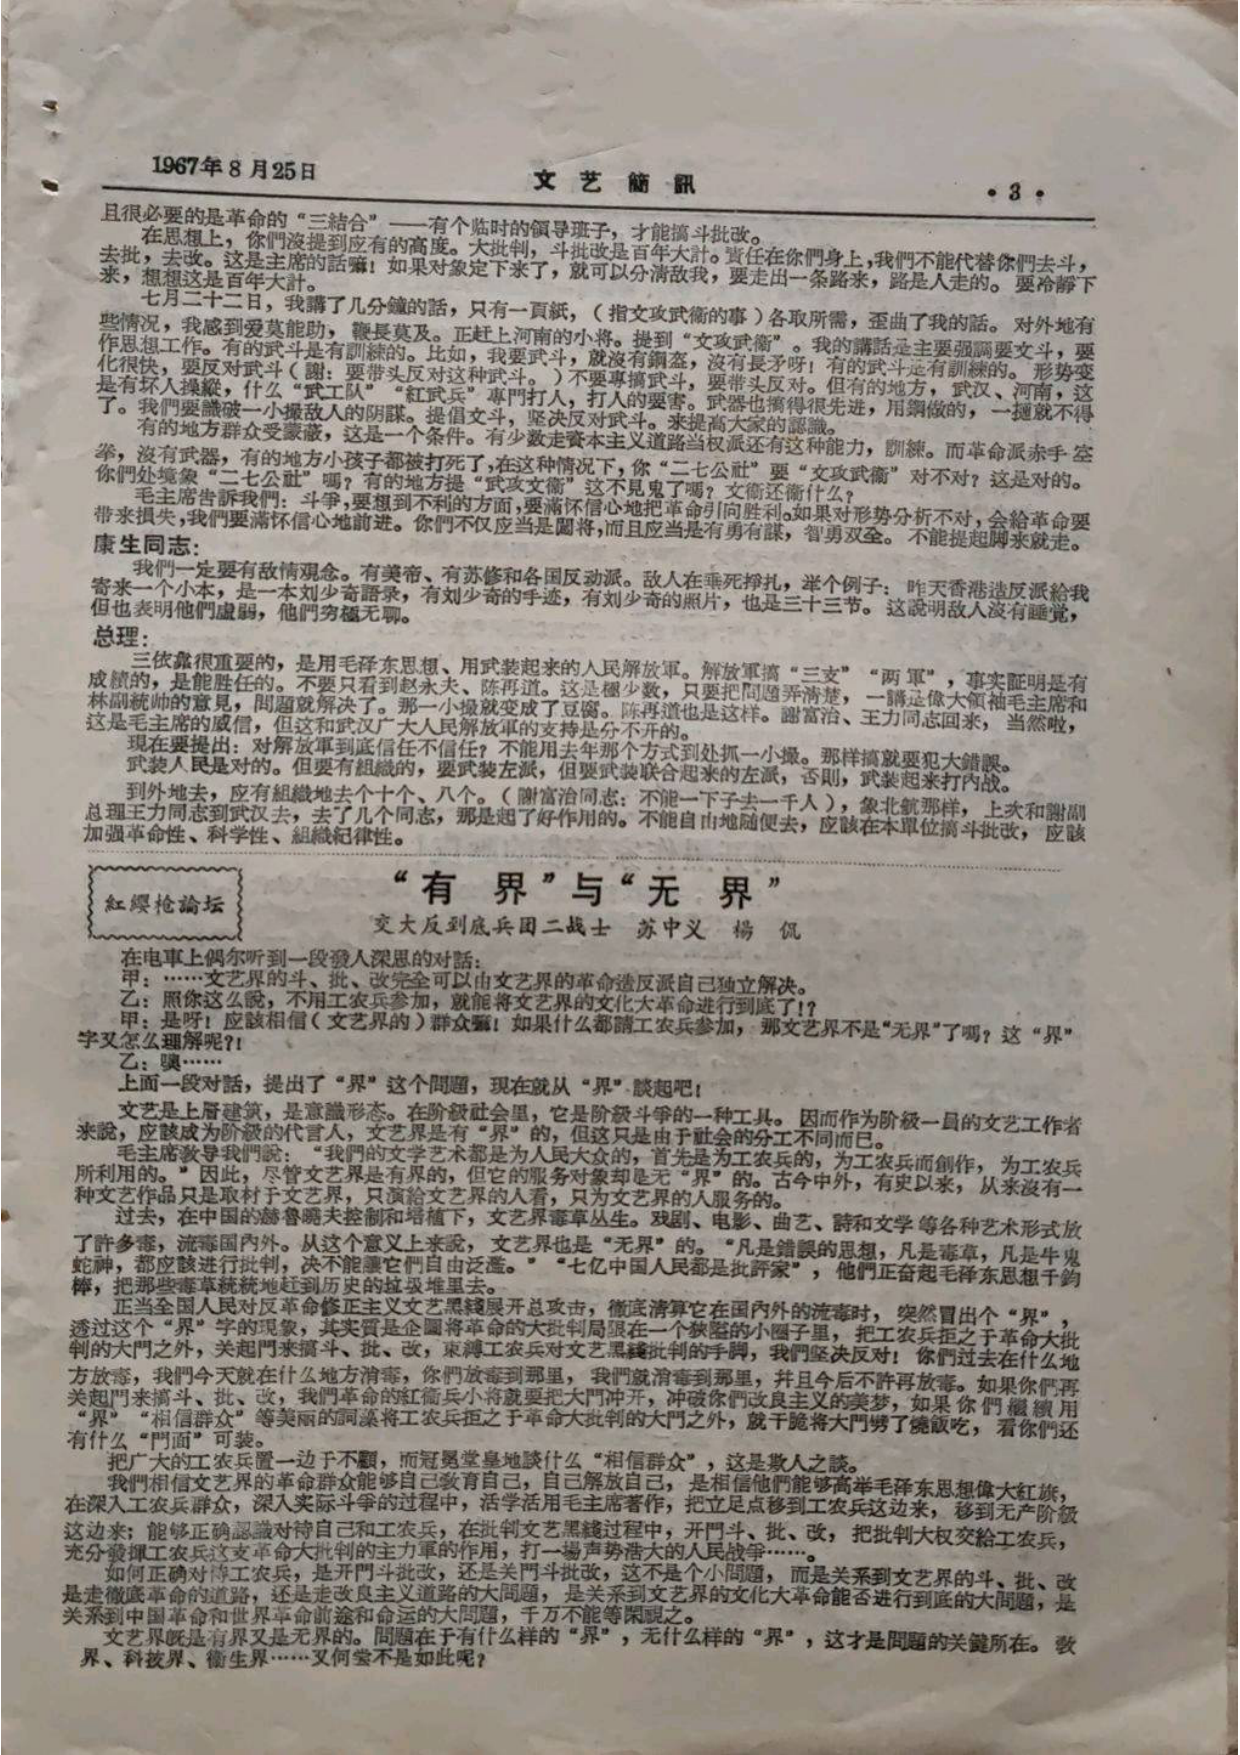 1967年8月25日
文艺簡訊
·3·
且很必要的是革命的“三結合”——有个临时的領导班子，才能搞斗批改。
在思想上，你們沒提到应有的高度。大批判，斗批改是百年大計。責任在你們身上，我們不能代替你們去斗，
去批，去改。这是主席的話嘛！如果对象定下来了，就可以分清敌我，要走出一条路来，路是人走的。要冷靜下
来，想想这是百年大計。
七月二十二日，我講了几分鐘的話，只有一頁紙，（指文攻武衛的事）各取所需，歪曲了我的話。对外地有
些情况，我感到爱莫能助，鞭長莫及。正赶上河南的小将。提到“文攻武衛”。我的講話是主要强調要文斗，要
作思想工作。有的武斗是有訓練的。比如，我要武斗，就沒有鋼盔，沒有長矛呀！有的武斗是有訓練的。形势变
化很快，要反对武斗（謝：要带头反对这种武斗。）不要專搞武斗，要带头反对。但有的地方，武汉、河南，这
是有坏人操縱，什么“武工队”“紅武兵”專門打人，打人的要害。武器也搞得很先进，用鋼做的，一捅就不得
了。我們要識破一小撮敌人的阴謀。提倡文斗，坚决反对武斗。来提高大家的認識。
有的地方群众受蒙蔽，这是一个条件。有少数走資本主义道路当权派还有这种能力，訓練。而革命派赤手空
拳，沒有武器，有的地方小孩子都被打死了，在这种情况下，你“二七公社”要“文攻武衛”对不对？这是对的。
你們处境象“二七公社”嗎？有的地方提“武攻文衛”这不見鬼了嗎？文衛还衛什么？
毛主席告訴我們：斗爭，要想到不利的方面，要滿怀信心地把革命引向胜利。如果对形势分析不对，会給革命要
带来損失，我們要滿怀信心地前进。你們不仅应当是闖将，而且应当是有勇有謀，智勇双全。不能提起脚来就走。
康生同志：
我們一定要有敌情观念。有美帝、有苏修和各国反动派。敌人在垂死掙扎，举个例子：昨天香港造反派給我
寄来一个小本，是一本刘少奇語录，有刘少奇的手迹，有刘少奇的照片，也是三十三节。这說明敌人沒有睡觉，
但也表明他們虚弱，他們穷極无聊。
总理：
三依靠很重要的，是用毛泽东思想、用武装起来的人民解放軍。解放軍搞“三支”“两軍”，事实証明是有
成績的，是能胜任的。不要只看到赵永夫、陈再道。这是極少数，只要把問題弄清楚，一講是偉大領袖毛主席和
林副統帅的意見，問題就解决了。那一小撮就变成了豆腐。陈再道也是这样。謝富治、王力同志回来，当然啦，
这是毛主席的威信，但这和武汉广大人民解放軍的支持是分不开的。
現在要提出：对解放軍到底信任不信任？不能用去年那个方式到处抓一小撮。那样搞就要犯大錯誤。
武装人民是对的。但要有組織的，要武装左派，但要武装联合起来的左派，否則，武装起来打內战。
到外地去，应有組織地去个十个、八个。（謝富治同志：不能一下子去一千人），象北航那样，上次和謝副
总理王力同志到武汉去，去了几个同志，那是起了好作用的。不能自由地随便去，应該在本單位搞斗批改，应該
加强革命性、科学性、組織紀律性。
紅纓枪論坛
“有界”与“无界”
交大反到底兵团二战士 苏中义 楊侃
在电車上偶尔听到一段發人深思的对話：
甲：……文艺界的斗、批、改完全可以由文艺界的革命造反派自己独立解决。
乙：照你这么說，不用工农兵参加，就能将文艺界的文化大革命进行到底了！？
甲：是呀！应該相信（文艺界的）群众嘛！如果什么都請工农兵参加，那文艺界不是“无界”了嗎？这“界”
字又怎么理解呢？！
乙：噢……
上面一段对話，提出了“界”这个問題，現在就从“界”談起吧！
文艺是上層建筑，是意識形态。在阶級社会里，它是阶級斗爭的一种工具。因而作为阶級一員的文艺工作者
来說，应該成为阶級的代言人，文艺界是有“界”的，但这只是由于社会的分工不同而已。
毛主席教导我們說：“我們的文学艺术都是为人民大众的，首先是为工农兵的，为工农兵而創作，为工农兵
所利用的。”因此，尽管文艺界是有界的，但它的服务对象却是无“界”的。古今中外，有史以来，从来沒有一
种文艺作品只是取材于文艺界，只演給文艺界的人看，只为文艺界的人服务的。
过去，在中国的赫魯曉夫控制和培植下，文艺界毒草丛生。戏剧、电影、曲艺、詩和文学等各种艺术形式放
了許多毒，流毒国內外。从这个意义上来說，文艺界也是“无界”的。“凡是錯誤的思想，凡是毒草，凡是牛鬼
蛇神，都应該进行批判，决不能讓它們自由泛濫。”“七亿中国人民都是批評家”，他們正奋起毛泽东思想千鈞
棒，把那些毒草統統地赶到历史的垃圾堆里去。
正当全国人民对反革命修正主义文艺黑綫展开总攻击，徹底清算它在国內外的流毒时，突然冒出个“界”，
透过这个“界”字的現象，其实質是企圖将革命的大批判局限在一个狹隘的小圈子里，把工农兵拒之于革命大批
判的大門之外，关起門来搞斗、批、改，束縛工农兵对文艺黑綫批判的手脚，我們坚决反对！你們过去在什么地
方放毒，我們今天就在什么地方消毒，你們放毒到那里，我們就消毒到那里，幷且今后不許再放毒。如果你們再
关起門来搞斗、批、改，我們革命的紅衛兵小将就要把大門冲开，冲破你們改良主义的美梦，如果你們繼續用
“界”“相信群众”等美丽的詞藻将工农兵拒之于革命大批判的大門之外，就干脆将大門劈了燒飯吃，看你們还
有什么“門面”可装。
把广大的工农兵置一边于不顧，而冠冕堂皇地談什么“相信群众”，这是欺人之談。
我們相信文艺界的革命群众能够自己敎育自己，自己解放自己，是相信他們能够高举毛泽东思想偉大紅旗，
在深入工农兵群众，深入实际斗爭的过程中，活学活用毛主席著作，把立足点移到工农兵这边来，移到无产阶級
这边来；能够正确認識对待自己和工农兵，在批判文艺黑綫过程中，开門斗、批、改，把批判大权交給工农兵，
充分發揮工农兵这支革命大批判的主力軍的作用，打一場声势浩大的人民战爭……。
如何正确对待工农兵，是开門斗批改，还是关門斗批改，这不是个小問題，而是关系到文艺界的斗、批、改
是走徹底革命的道路，还是走改良主义道路的大問題，是关系到文艺界的文化大革命能否进行到底的大問題，是
关系到中国革命和世界革命前途和命运的大問題，千万不能等閑視之。
文艺界旣是有界又是无界的。問題在于有什么样的“界”，无什么样的“界”，这才是問題的关鍵所在。敎
界、科技界、衛生界……又何尝不是如此呢？